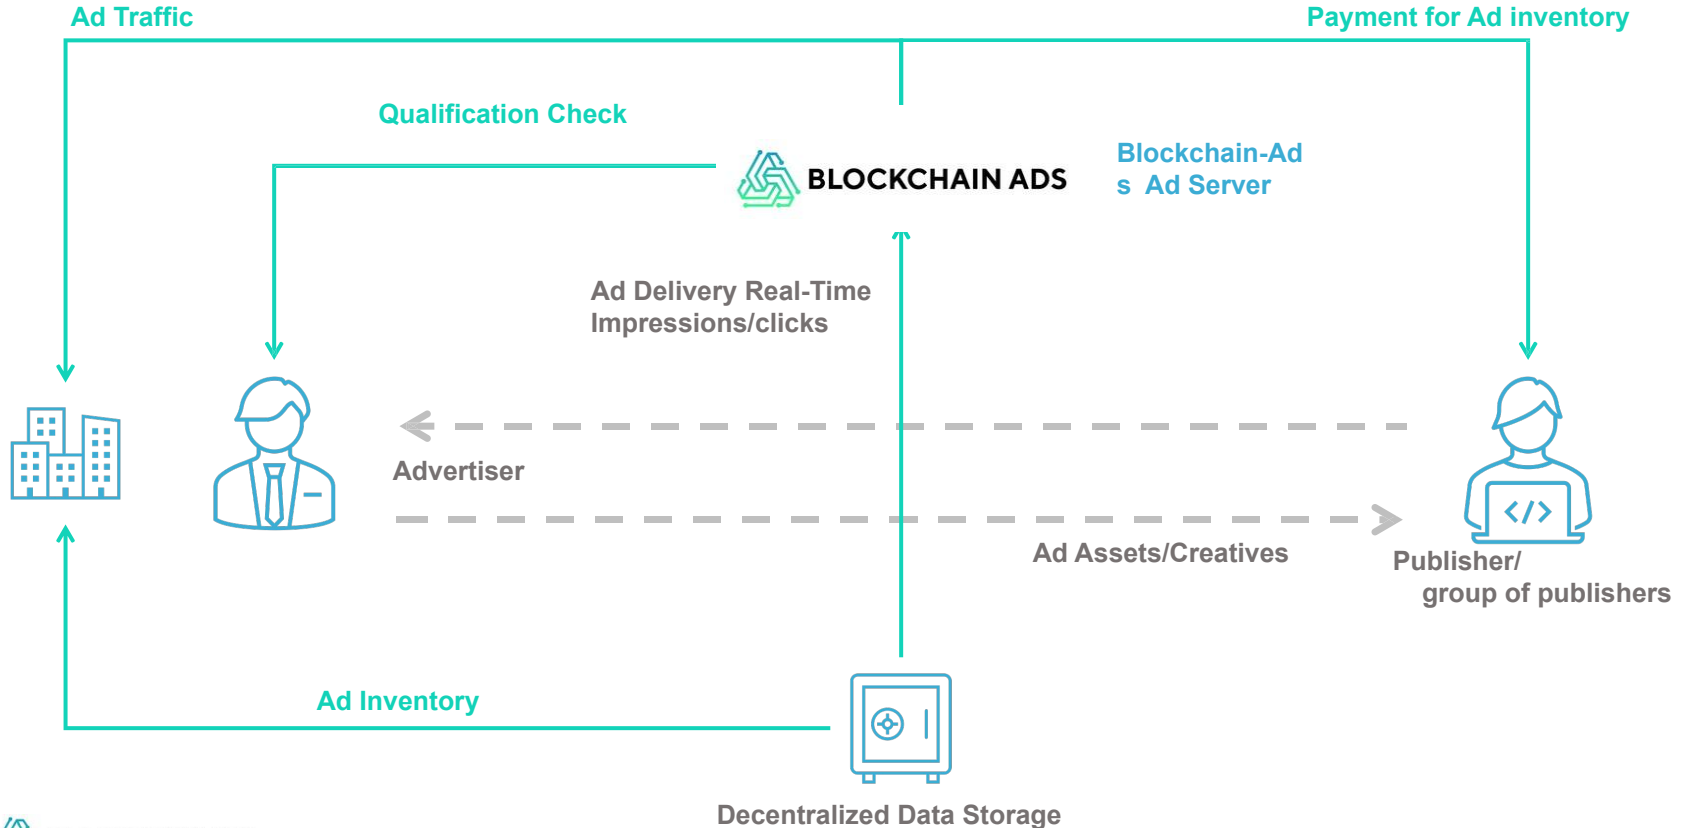 Ad Traffic
Payment for Ad inventory
Qualification Check
BLOCKCHAIN ADS
Blockchain-Ad
s Ad Server
Ad Delivery Real-Time
Impressions/clicks
Advertiser
</>
Ad Assets/Creatives
Publisher/
group of publishers
Ad Inventory
Decentralized Data Storage